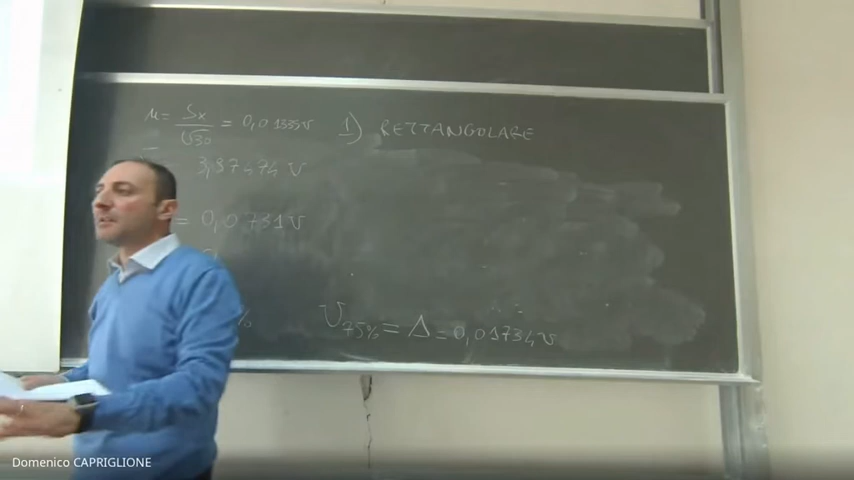 u = Sx / √30 = 0,01335 v
1) RETTANGOLARE
3,87474 v
= 0,0731 v
%
U75% = Δ = 0,01734 v
Domenico CAPRIGLIONE